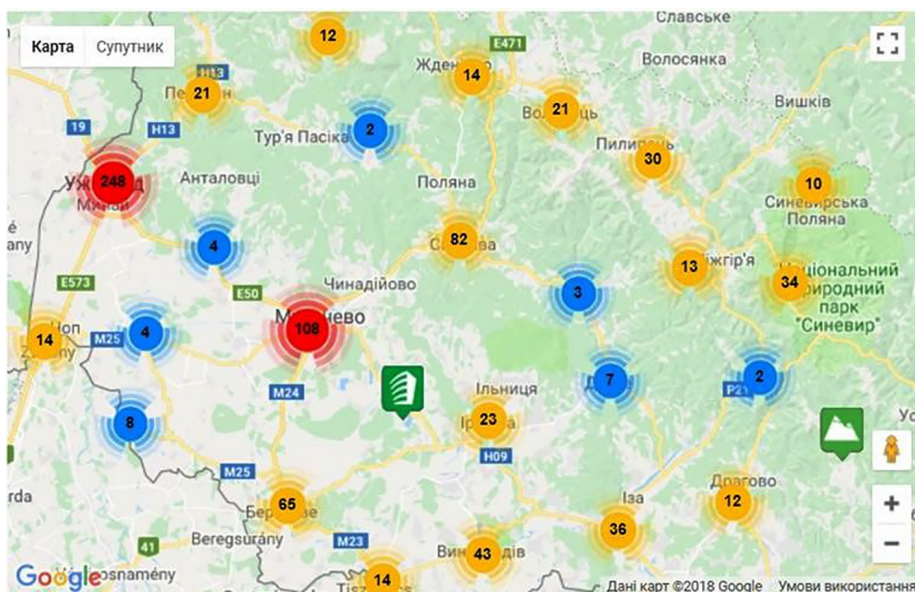 Славське
Карта
Супутник
12
E471
Волосянка
Жден
14
H13
21
21
Вишків
19
H13
Тур'я Пасіка
2
Пилипець
30
248
Анталовці
Поляна
10
Синевирська
Поляна
4
82
13
іжгір'я
34
Національний
природний
парк
"Синевир"
E573
E50
Чинадійово
3
108
14
M25
4
M24
7
2
P21
Ільниця
23
8
H09
M25
65
Іза
36
Драгово
12
Beregsurány
41
M23
43
14
Google
Дані карт ©2018 Google
Умови використання